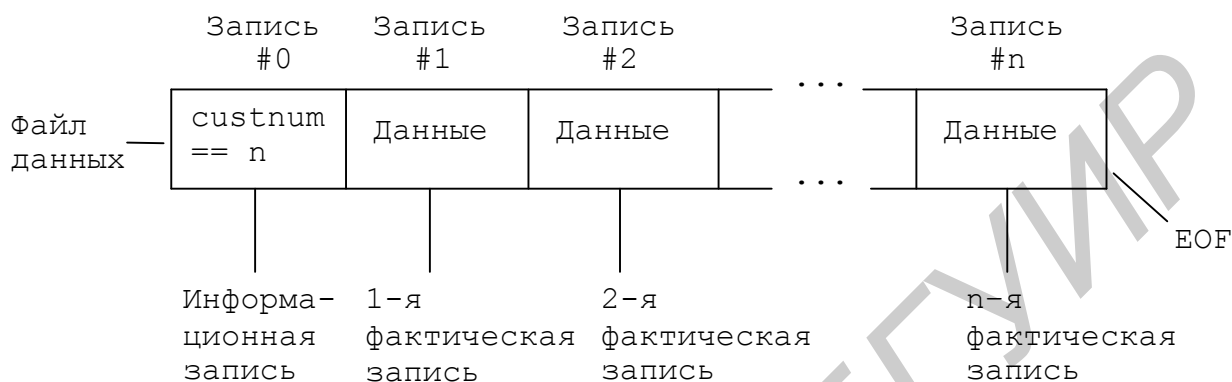 Запись Запись Запись Запись
#0 #1 #2 #n
...
Файл данных
custnum == n
Данные Данные Данные
...
EOF
Информа- 1-я 2-я n-я
ционная фактическая фактическая фактическая
запись запись запись запись
БГУИР